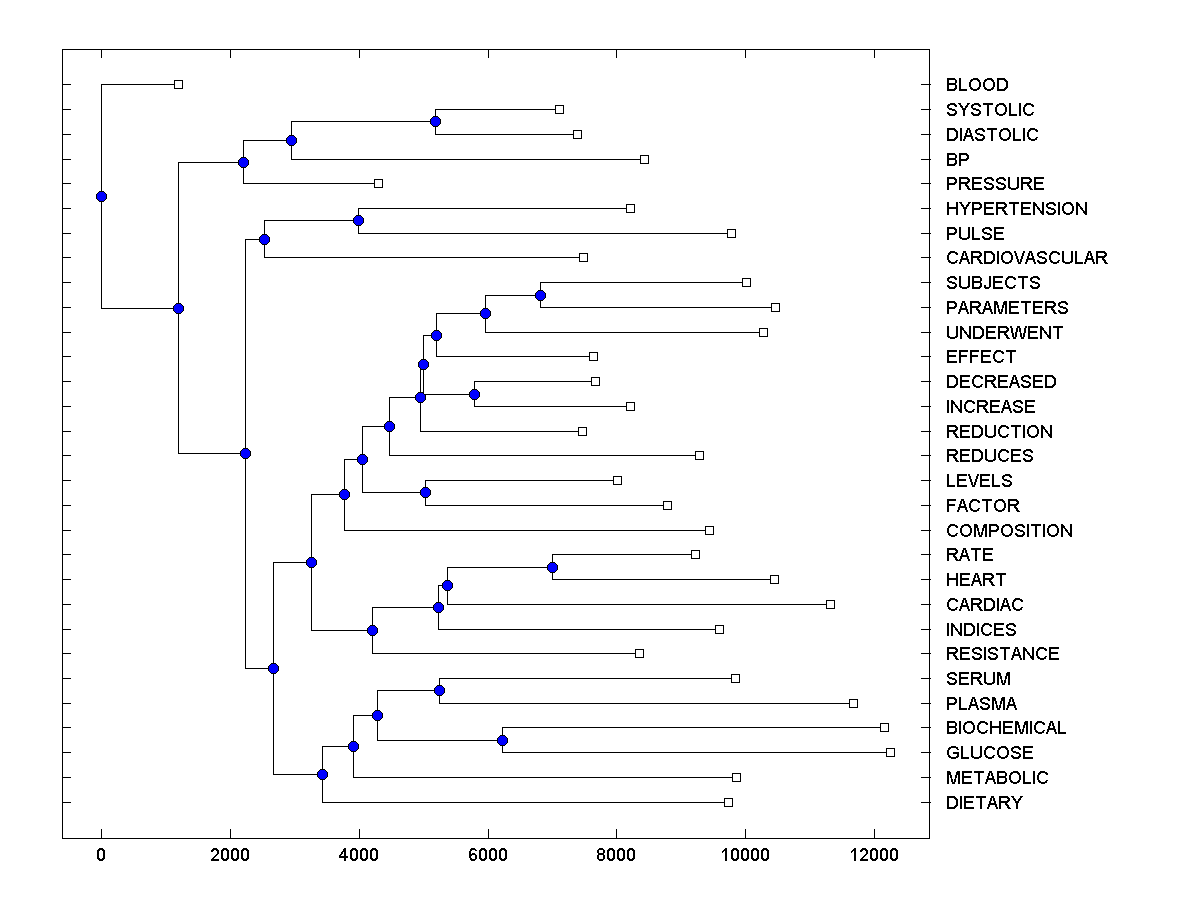 BLOOD
SYSTOLIC
DIASTOLIC
BP
PRESSURE
HYPERTENSION
PULSE
CARDIOVASCULAR
SUBJECTS
PARAMETERS
UNDERWENT
EFFECT
DECREASED
INCREASE
REDUCTION
REDUCES
LEVELS
FACTOR
COMPOSITION
RATE
HEART
CARDIAC
INDICES
RESISTANCE
SERUM
PLASMA
BIOCHEMICAL
GLUCOSE
METABOLIC
DIETARY
0 2000 4000 6000 8000 10000 12000